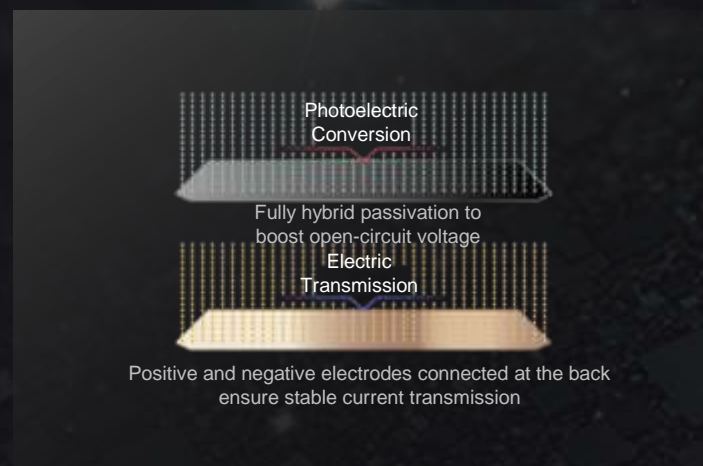 Photoelectric
Conversion
Fully hybrid passivation to
boost open-circuit voltage
Electric
Transmission
Positive and negative electrodes connected at the back
ensure stable current transmission